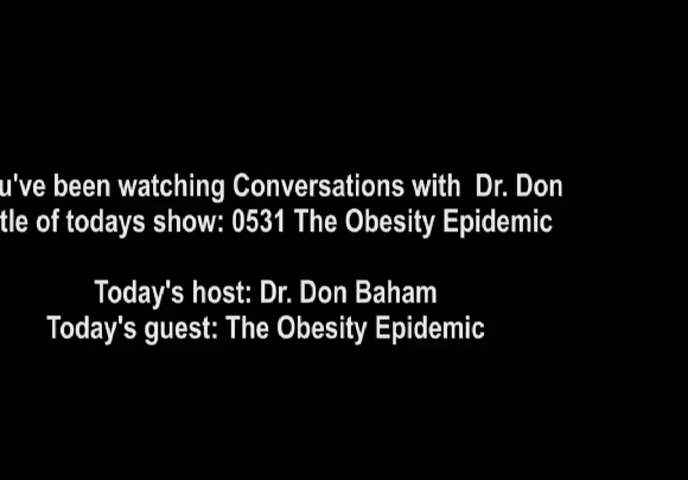 u've been watching Conversations with Dr. Don
tle of todays show: 0531 The Obesity Epidemic
Today's host: Dr. Don Baham
Today's guest: The Obesity Epidemic